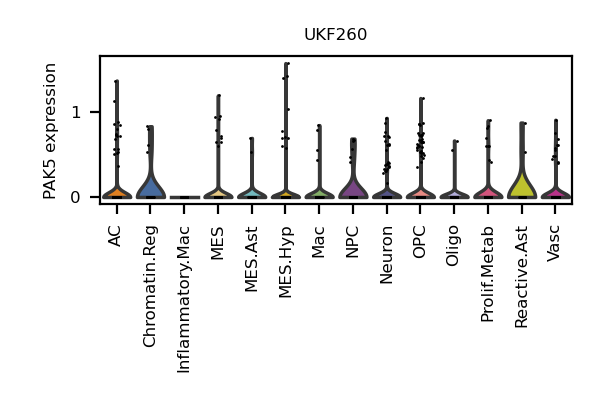 UKF260
PAK5 expression
1
0
AC
Chromatin.Reg
Inflammatory.Mac
MES
MES.Ast
MES.Hyp
Mac
NPC
Neuron
OPC
Oligo
Prolif.Metab
Reactive.Ast
Vasc